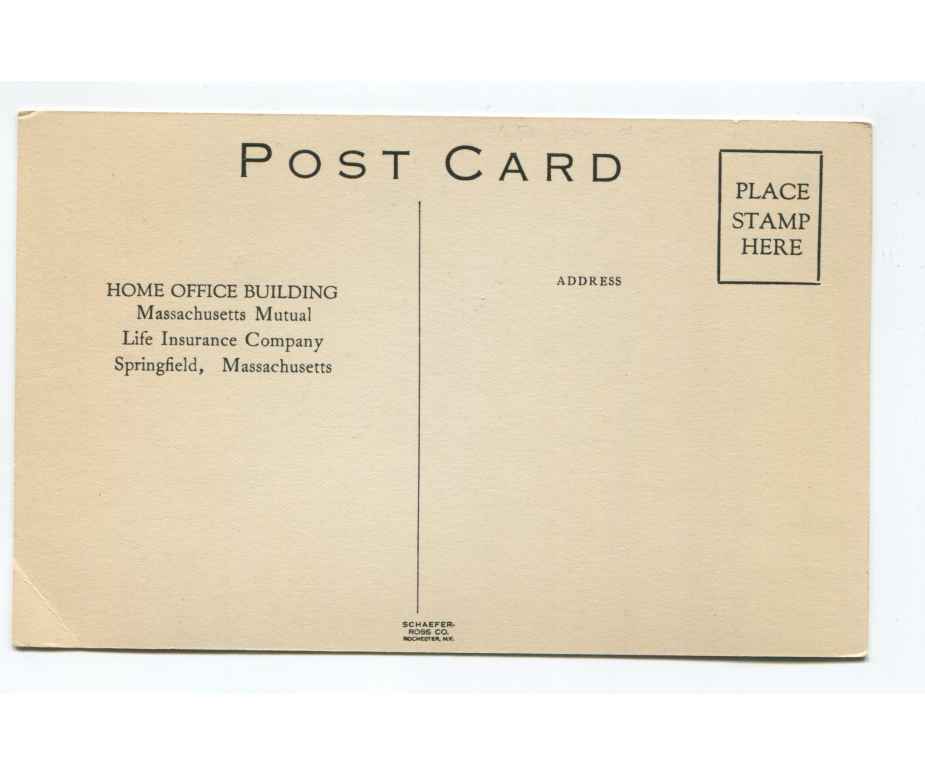 POST CARD
PLACE
STAMP
HERE
HOME OFFICE BUILDING
Massachusetts Mutual
Life Insurance Company
Springfield, Massachusetts
ADDRESS
SCHAEFER-
ROSS CO.
ROCHESTER, N.Y.